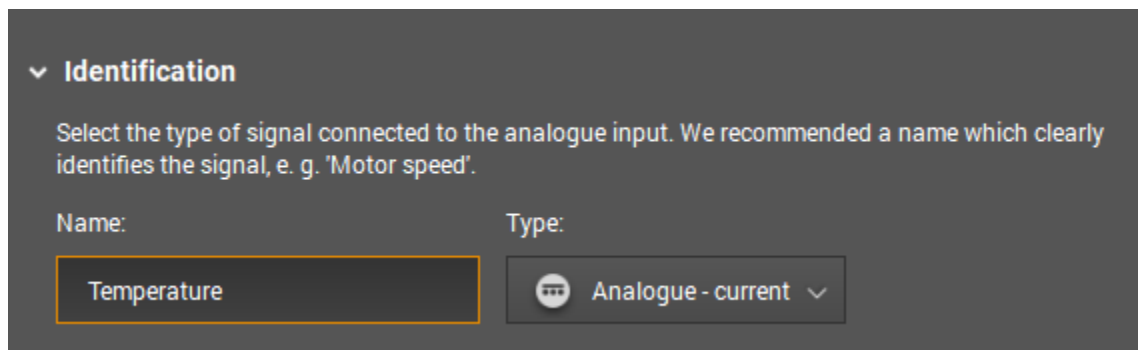 Identification
Select the type of signal connected to the analogue input. We recommended a name which clearly
identifies the signal, e. g. 'Motor speed'.
Name:
Type:
Temperature
Analogue - current